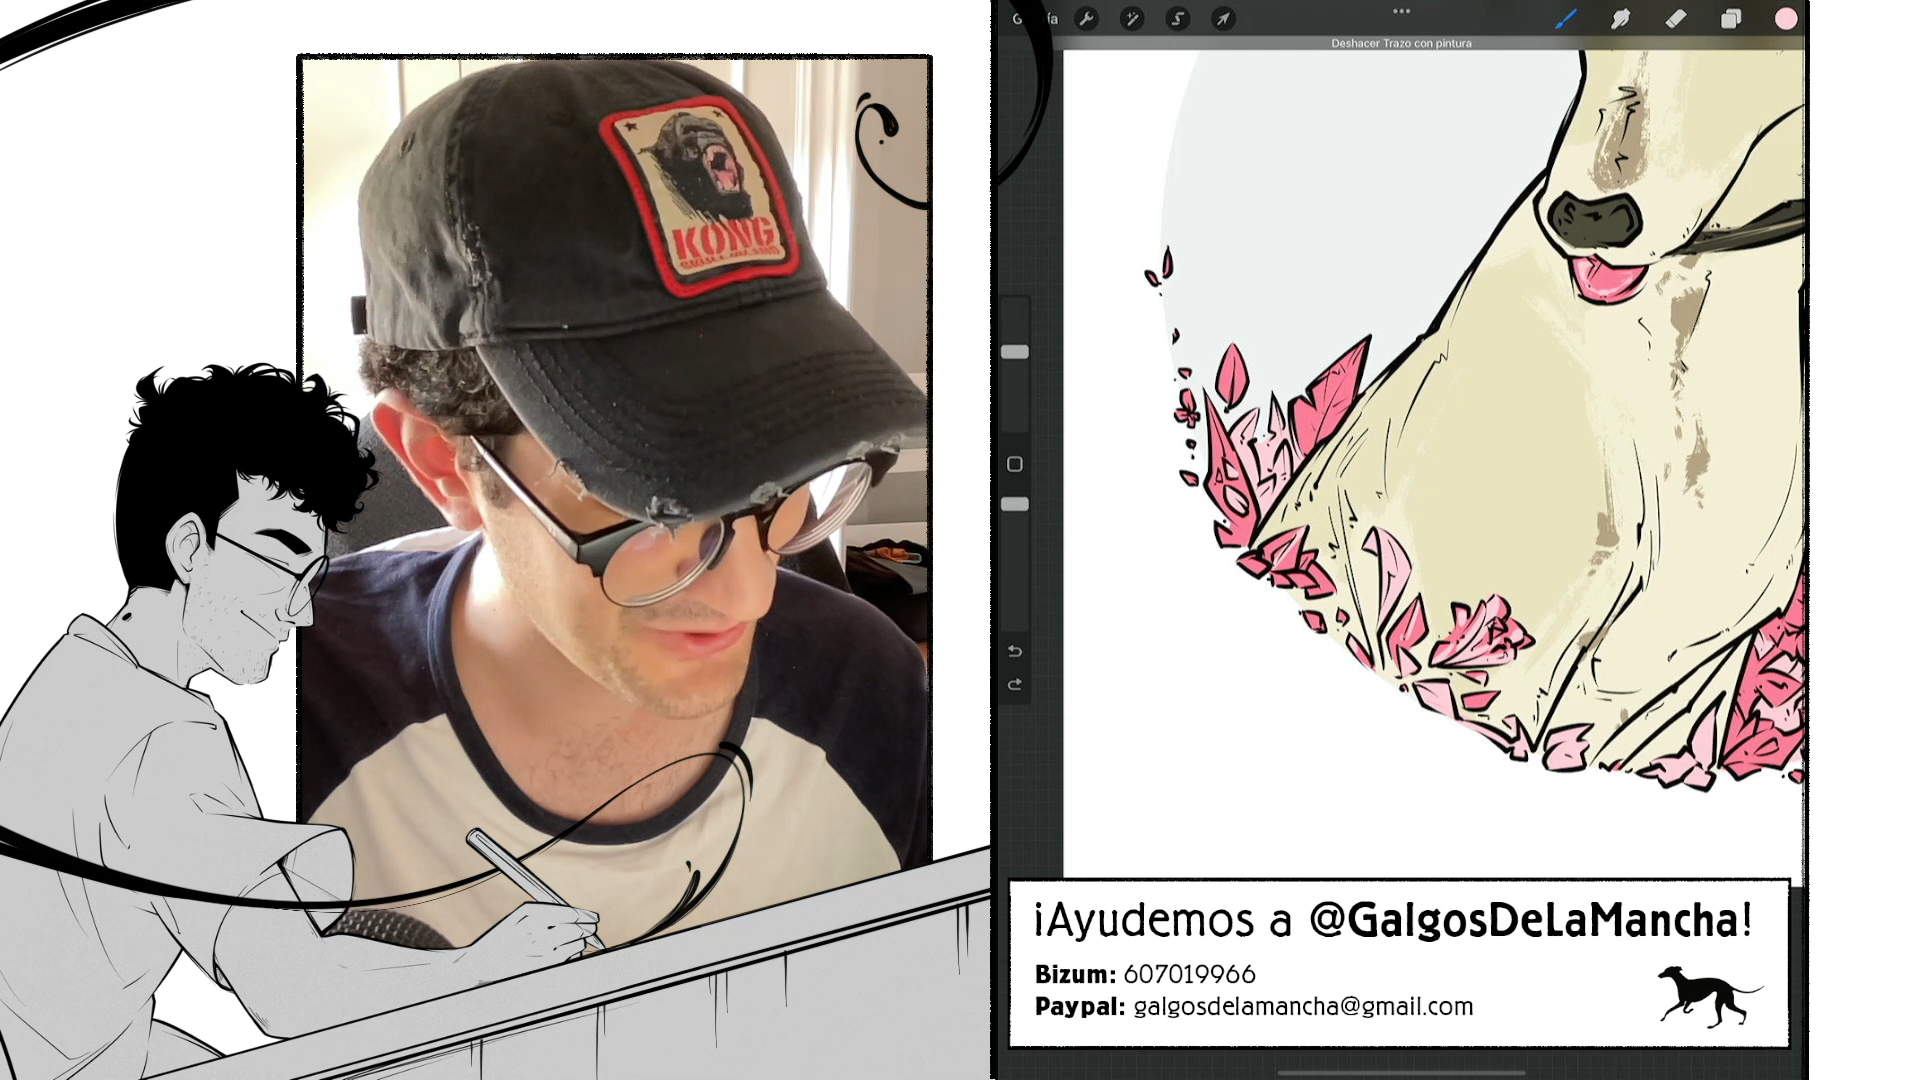 KONG
Deshacer Trazo con pintura
¡Ayudemos a @GalgosDeLaMancha!
Bizum: 607019966
Paypal: galgosdelamancha@gmail.com